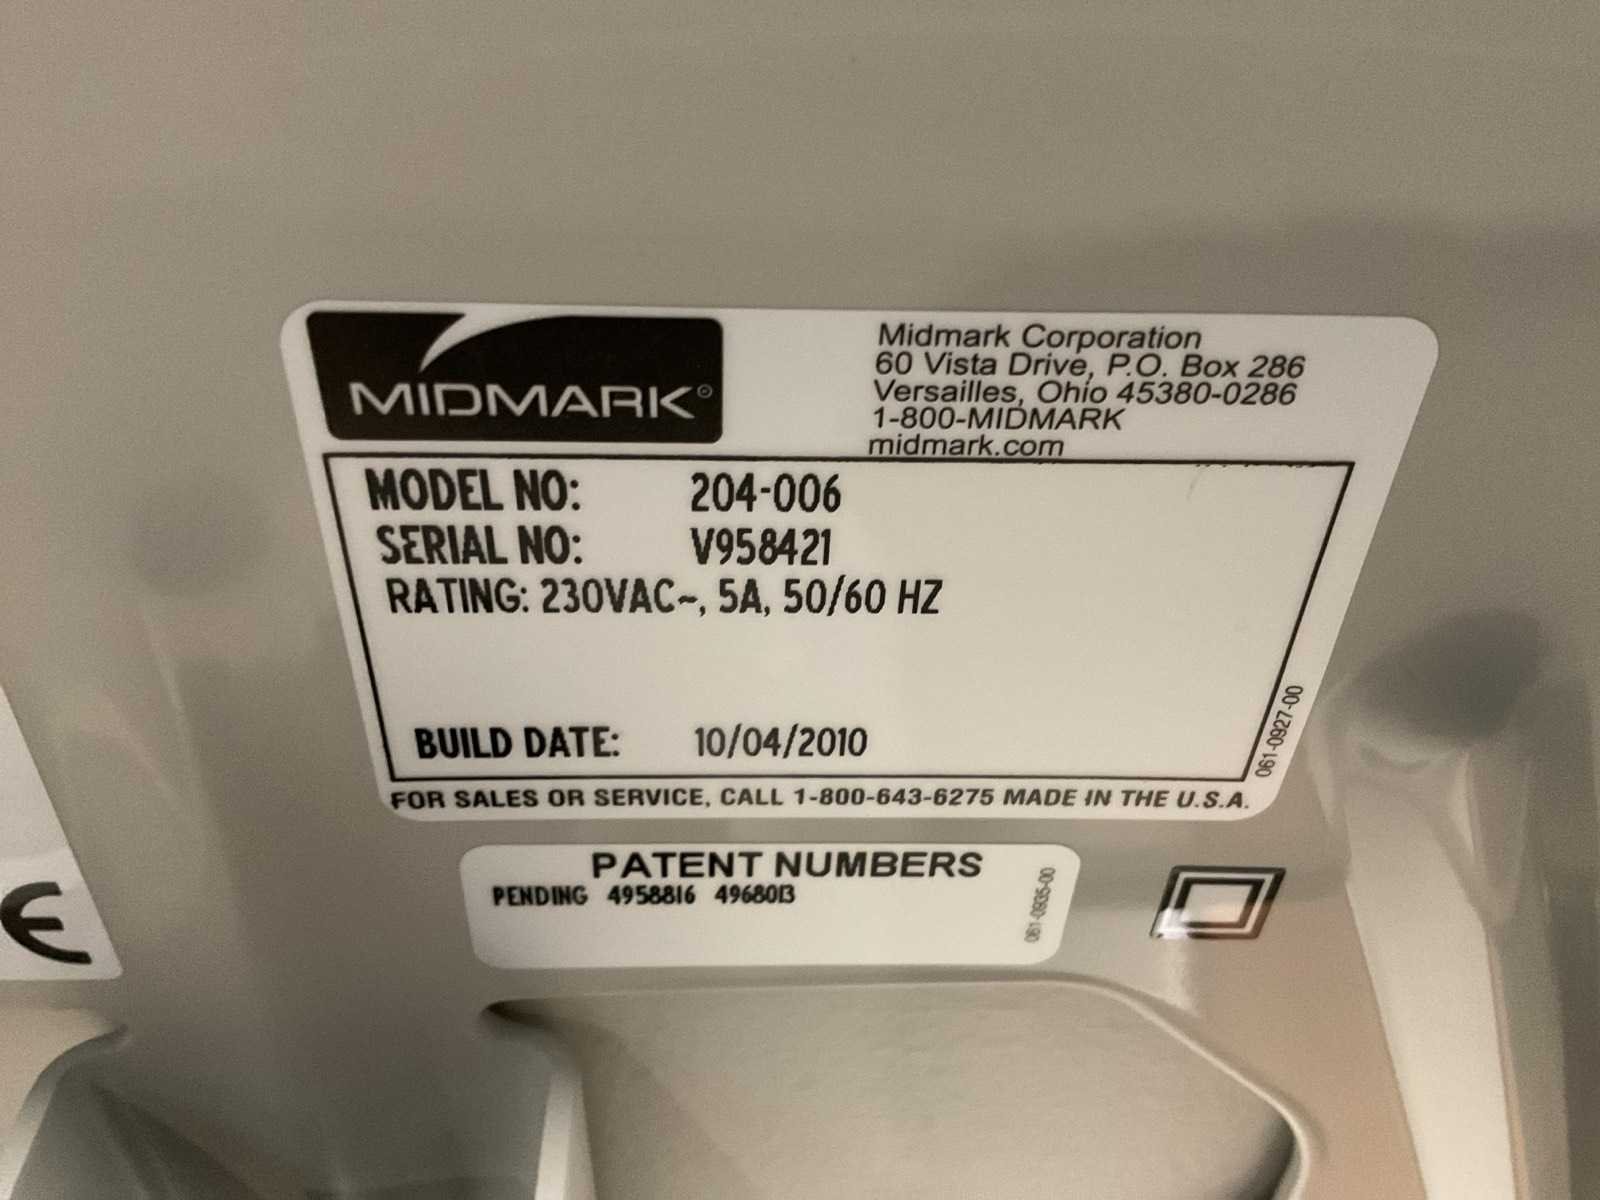 MIDMARK®
Midmark Corporation
60 Vista Drive, P.O. Box 286
Versailles, Ohio 45380-0286
1-800-MIDMARK
midmark.com
MODEL NO: 204-006
SERIAL NO: V958421
RATING: 230VAC~, 5A, 50/60 HZ
BUILD DATE: 10/04/2010
061-0927-00
FOR SALES OR SERVICE, CALL 1-800-643-6275 MADE IN THE U.S.A.
PATENT NUMBERS
PENDING 4958816 4968013
061-0935-00
CE